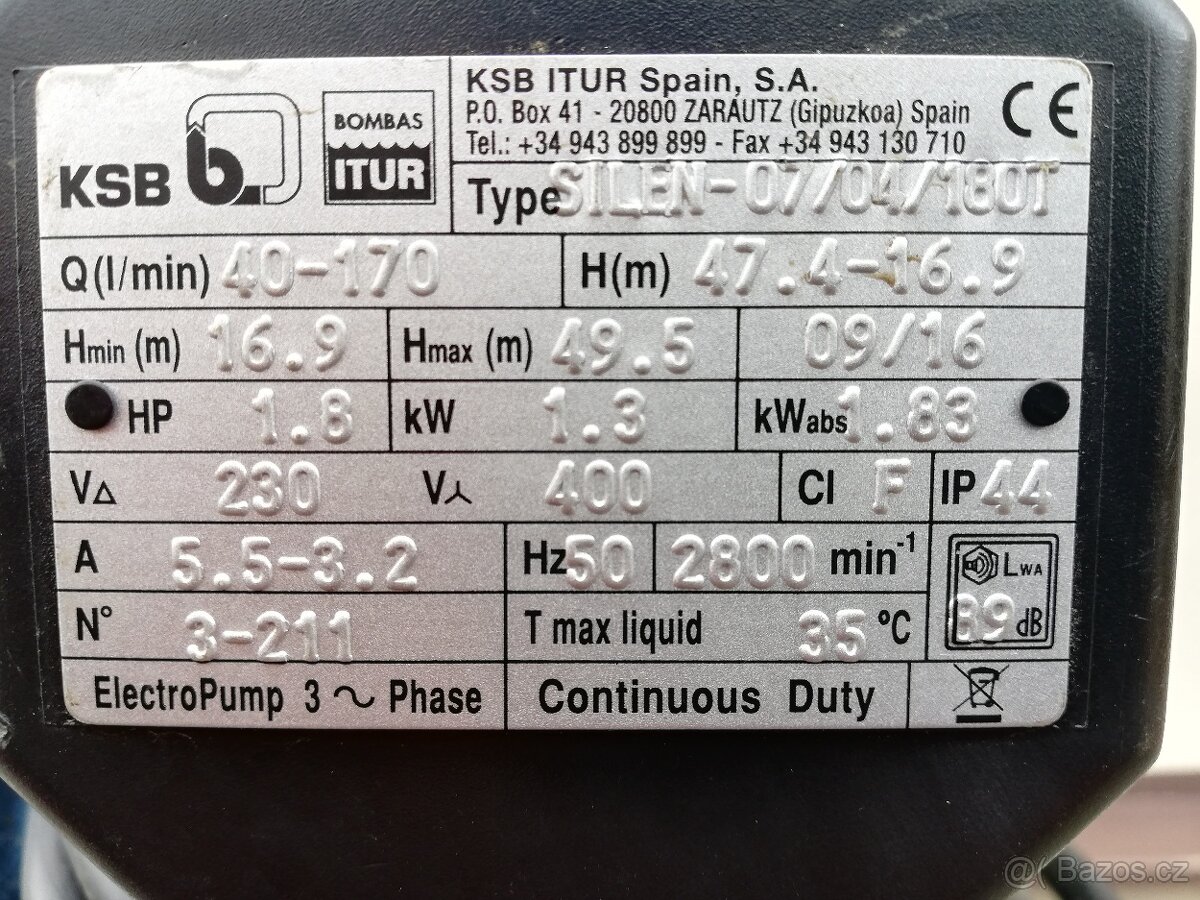 KSB b. BOMBAS ITUR
KSB ITUR Spain, S.A.
P.O. Box 41 - 20800 ZARAUTZ (Gipuzkoa) Spain
Tel.: +34 943 899 899 - Fax +34 943 130 710
CE
Type SILEN-07/04/180T
Q (l/min) 40-170 H(m) 47.4-16.9
Hmin (m) 16.9 Hmax (m) 49.5 09/16
HP 1.8 kW 1.3 kWabs 1.83
V△ 230 V⅄ 400 Cl F IP 44
A 5.5-3.2 Hz 50 2800 min-1
N° 3-211 T max liquid 35 °C LWA 89 dB
ElectroPump 3 ~ Phase Continuous Duty
@ Bazos.cz